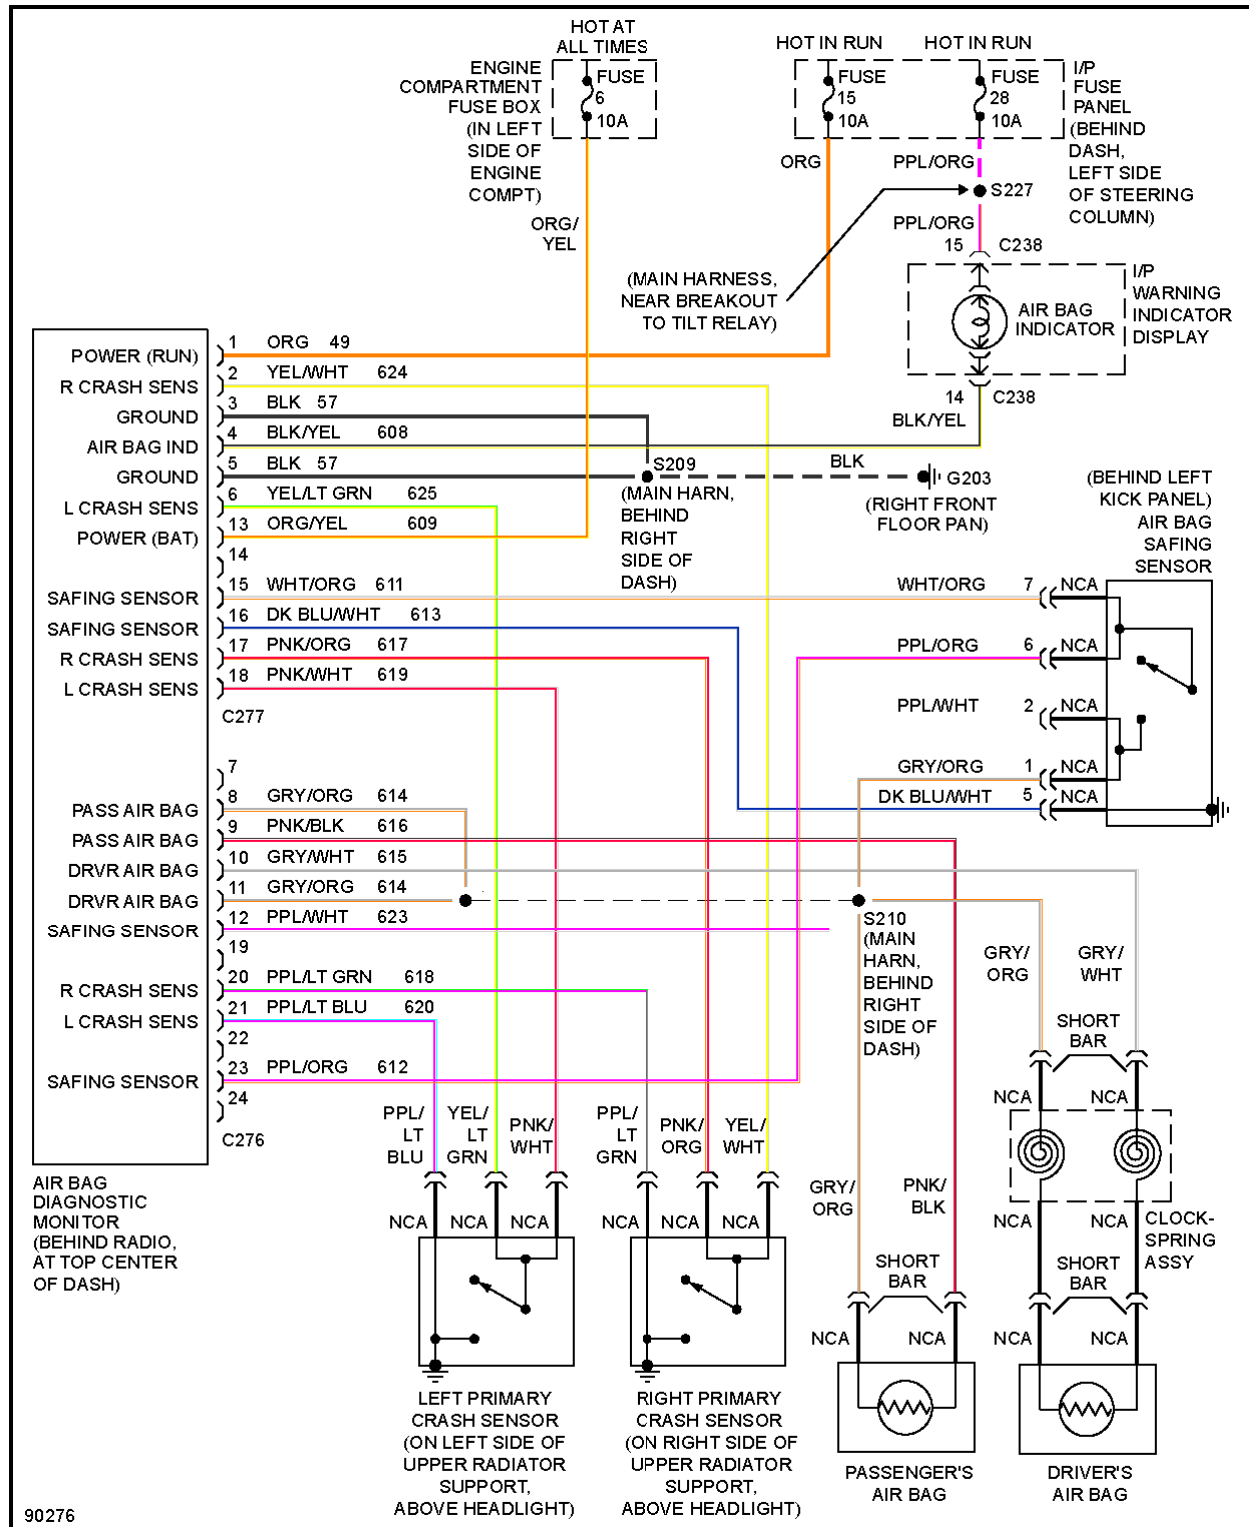 HOT AT
ALL TIMES
HOT IN RUN
HOT IN RUN
ENGINE
COMPARTMENT
FUSE BOX
(IN LEFT
SIDE OF
ENGINE
COMPT)
FUSE
6
10A
FUSE
15
10A
FUSE
28
10A
I/P
FUSE
PANEL
(BEHIND
DASH,
LEFT SIDE
OF STEERING
COLUMN)
ORG
PPL/ORG
S227
PPL/ORG
ORG/
YEL
15
C238
(MAIN HARNESS,
NEAR BREAKOUT
TO TILT RELAY)
AIR BAG
INDICATOR
I/P
WARNING
INDICATOR
DISPLAY
14
C238
BLK/YEL
POWER (RUN)
1
ORG 49
R CRASH SENS
2
YEL/WHT 624
GROUND
3
BLK 57
AIR BAG IND
4
BLK/YEL 608
GROUND
5
BLK 57
L CRASH SENS
6
YEL/LT GRN 625
POWER (BAT)
13
ORG/YEL 609
14
SAFING SENSOR
15
WHT/ORG 611
SAFING SENSOR
16
DK BLU/WHT 613
R CRASH SENS
17
PNK/ORG 617
L CRASH SENS
18
PNK/WHT 619
C277
S209
(MAIN HARN,
BEHIND
RIGHT
SIDE OF
DASH)
BLK
G203
(RIGHT FRONT
FLOOR PAN)
(BEHIND LEFT
KICK PANEL)
AIR BAG
SAFING
SENSOR
WHT/ORG
7
NCA
PPL/ORG
6
NCA
PPL/WHT
2
NCA
GRY/ORG
1
NCA
DK BLU/WHT
5
NCA
7
PASS AIR BAG
8
GRY/ORG 614
PASS AIR BAG
9
PNK/BLK 616
DRVR AIR BAG
10
GRY/WHT 615
DRVR AIR BAG
11
GRY/ORG 614
SAFING SENSOR
12
PPL/WHT 623
19
R CRASH SENS
20
PPL/LT GRN 618
L CRASH SENS
21
PPL/LT BLU 620
22
SAFING SENSOR
23
PPL/ORG 612
24
C276
S210
(MAIN
HARN,
BEHIND
RIGHT
SIDE OF
DASH)
GRY/
ORG
GRY/
WHT
SHORT
BAR
NCA
NCA
AIR BAG
DIAGNOSTIC
MONITOR
(BEHIND RADIO,
AT TOP CENTER
OF DASH)
PPL/
LT
BLU
YEL/
LT
GRN
PNK/
WHT
PPL/
LT
GRN
PNK/
ORG
YEL/
WHT
GRY/
ORG
PNK/
BLK
NCA
NCA
NCA
NCA
NCA
NCA
NCA
NCA
CLOCK-
SPRING
ASSY
SHORT
BAR
SHORT
BAR
NCA
NCA
NCA
NCA
LEFT PRIMARY
CRASH SENSOR
(ON LEFT SIDE OF
UPPER RADIATOR
SUPPORT,
ABOVE HEADLIGHT)
RIGHT PRIMARY
CRASH SENSOR
(ON RIGHT SIDE OF
UPPER RADIATOR
SUPPORT,
ABOVE HEADLIGHT)
PASSENGER'S
AIR BAG
DRIVER'S
AIR BAG
90276